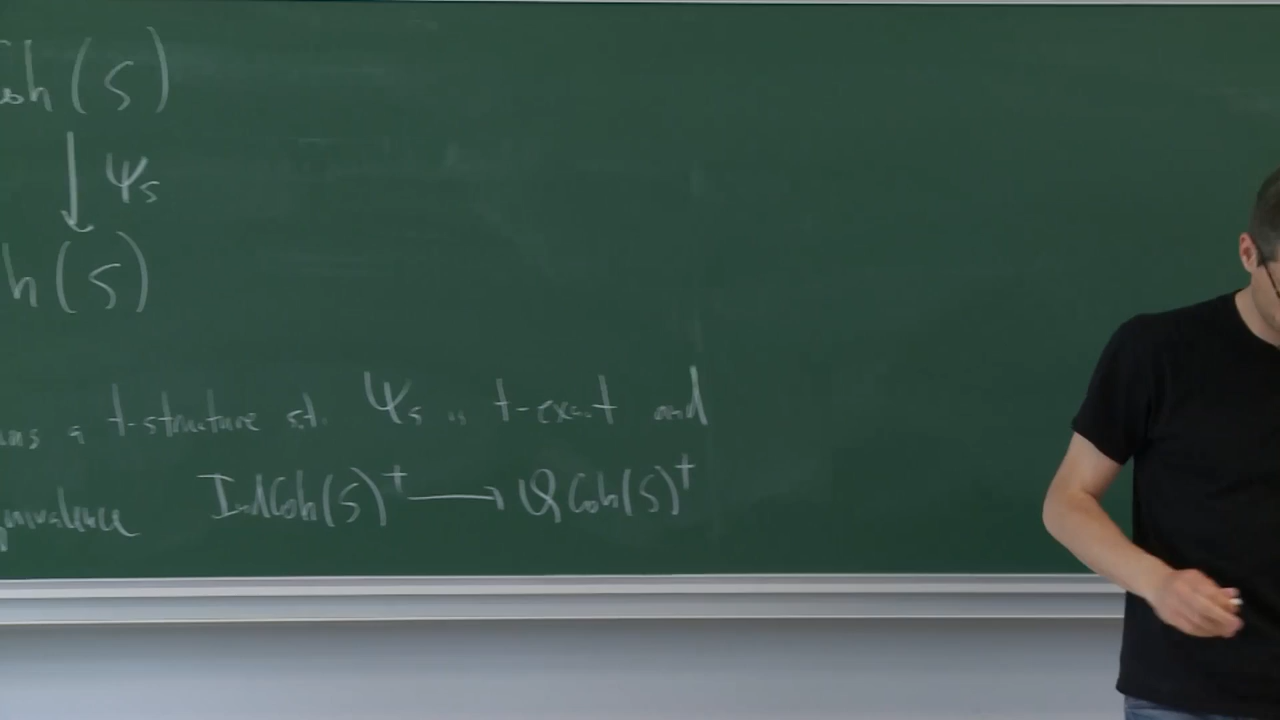 Coh(S)
↓ Ψ_S
h(S)
a t-structure s.t. Ψ_S is t-exact and
IndCoh(S)^+ ⟶ QCoh(S)^+